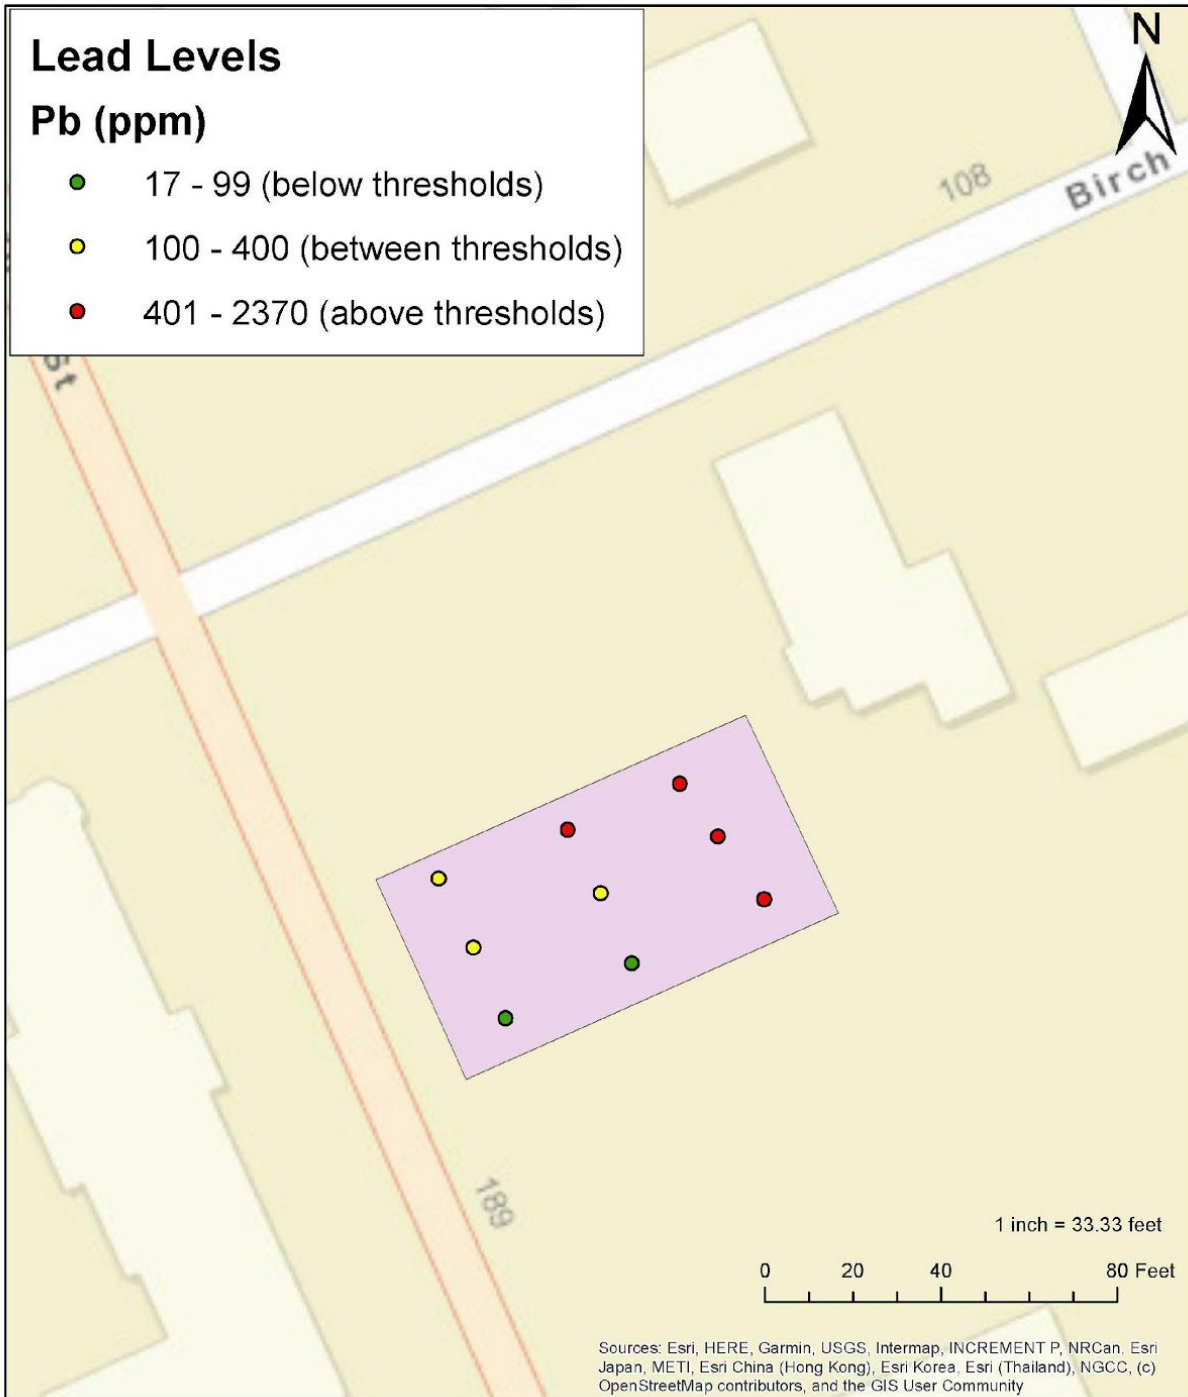 Lead Levels
Pb (ppm)
17 - 99 (below thresholds)
100 - 400 (between thresholds)
401 - 2370 (above thresholds)
N
108
Birch
St
189
1 inch = 33.33 feet
0 20 40 80 Feet
Sources: Esri, HERE, Garmin, USGS, Intermap, INCREMENT P, NRCan, Esri
Japan, METI, Esri China (Hong Kong), Esri Korea, Esri (Thailand), NGCC, (c)
OpenStreetMap contributors, and the GIS User Community